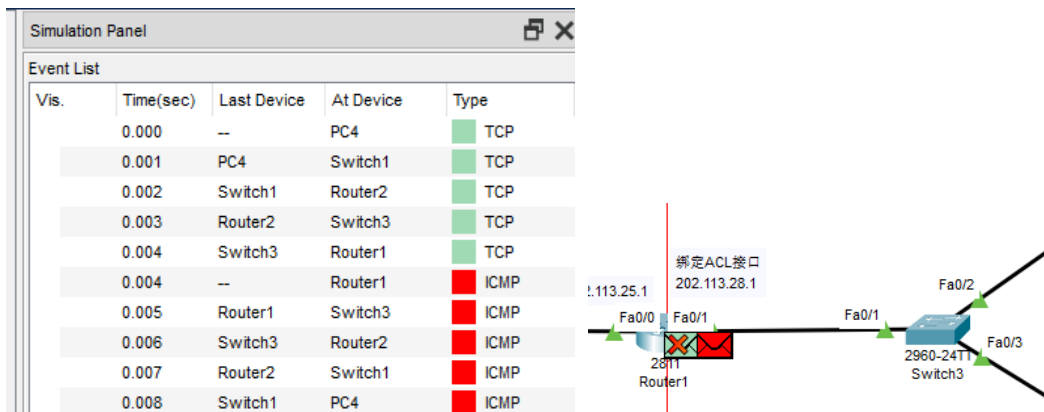 Simulation Panel
Event List
Vis. Time(sec) Last Device At Device Type
0.000 -- PC4 TCP
0.001 PC4 Switch1 TCP
0.002 Switch1 Router2 TCP
0.003 Router2 Switch3 TCP
0.004 Switch3 Router1 TCP
0.004 -- Router1 ICMP
0.005 Router1 Switch3 ICMP
0.006 Switch3 Router2 ICMP
0.007 Router2 Switch1 ICMP
0.008 Switch1 PC4 ICMP
绑定ACL接口
202.113.28.1
2.113.25.1
Fa0/0 Fa0/1
2811
Router1
Fa0/1
Fa0/2
Fa0/3
2960-24TT
Switch3